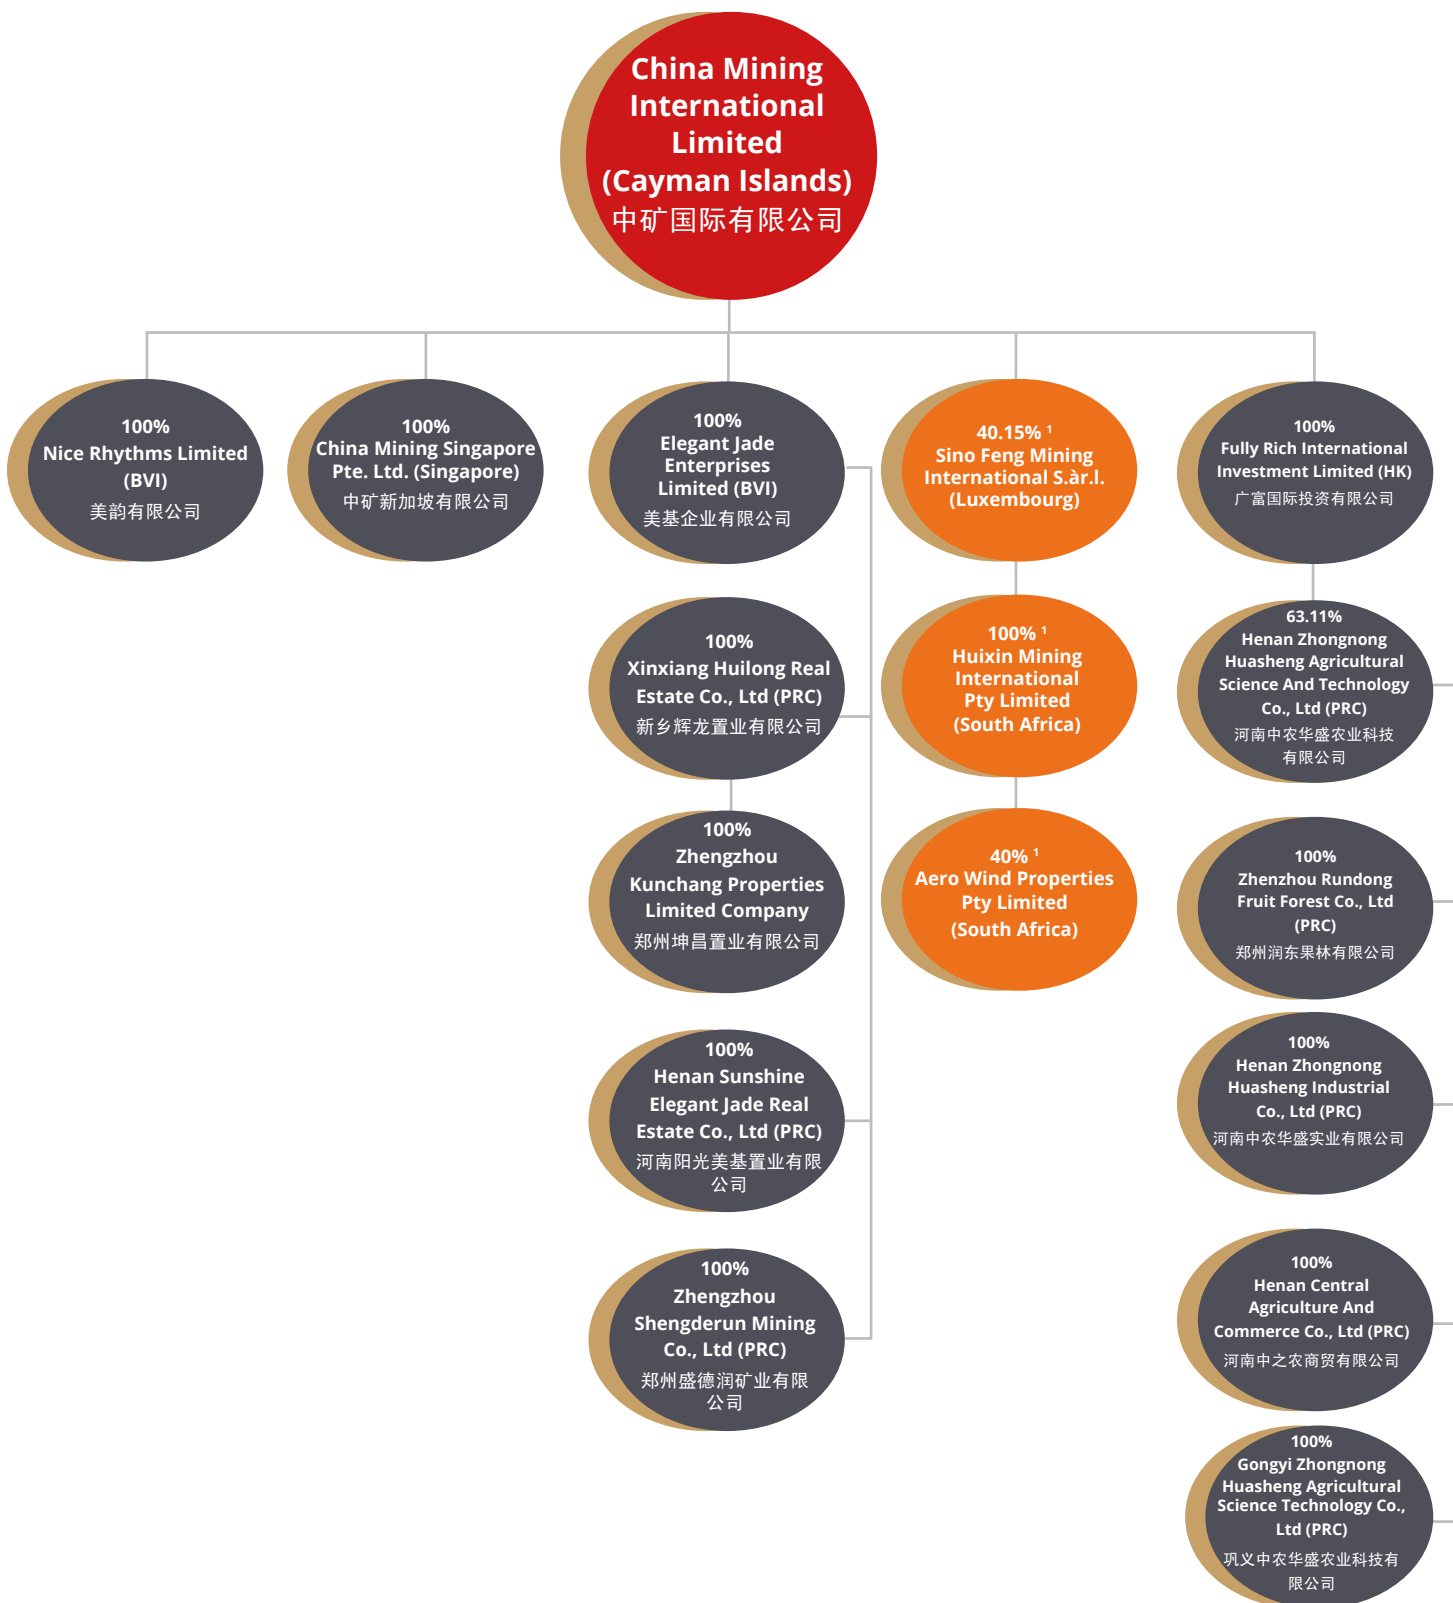 China Mining
International
Limited
(Cayman Islands)
中矿国际有限公司
100%
Nice Rhythms Limited
(BVI)
美韵有限公司
100%
China Mining Singapore
Pte. Ltd. (Singapore)
中矿新加坡有限公司
100%
Elegant Jade
Enterprises
Limited (BVI)
美基企业有限公司
40.15% ¹
Sino Feng Mining
International S.àr.l.
(Luxembourg)
100%
Fully Rich International
Investment Limited (HK)
广富国际投资有限公司
100%
Xinxiang Huilong Real
Estate Co., Ltd (PRC)
新乡辉龙置业有限公司
100% ¹
Huixin Mining
International
Pty Limited
(South Africa)
63.11%
Henan Zhongnong
Huasheng Agricultural
Science And Technology
Co., Ltd (PRC)
河南中农华盛农业科技
有限公司
100%
Zhengzhou
Kunchang Properties
Limited Company
郑州坤昌置业有限公司
40% ¹
Aero Wind Properties
Pty Limited
(South Africa)
100%
Zhenzhou Rundong
Fruit Forest Co., Ltd
(PRC)
郑州润东果林有限公司
100%
Henan Sunshine
Elegant Jade Real
Estate Co., Ltd (PRC)
河南阳光美基置业有限
公司
100%
Henan Zhongnong
Huasheng Industrial
Co., Ltd (PRC)
河南中农华盛实业有限公司
100%
Zhengzhou
Shengderun Mining
Co., Ltd (PRC)
郑州盛德润矿业有限
公司
100%
Henan Central
Agriculture And
Commerce Co., Ltd (PRC)
河南中之农商贸有限公司
100%
Gongyi Zhongnong
Huasheng Agricultural
Science Technology Co.,
Ltd (PRC)
巩义中农华盛农业科技有
限公司